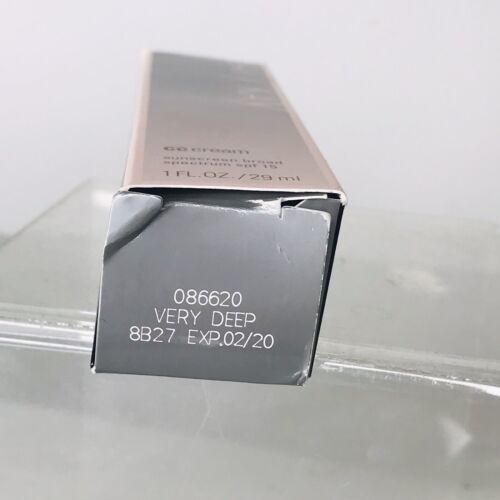 cc cream
sunscreen broad
spectrum spf 15
1 FL.OZ./29 ml
086620
VERY DEEP
8B27 EXP.02/20